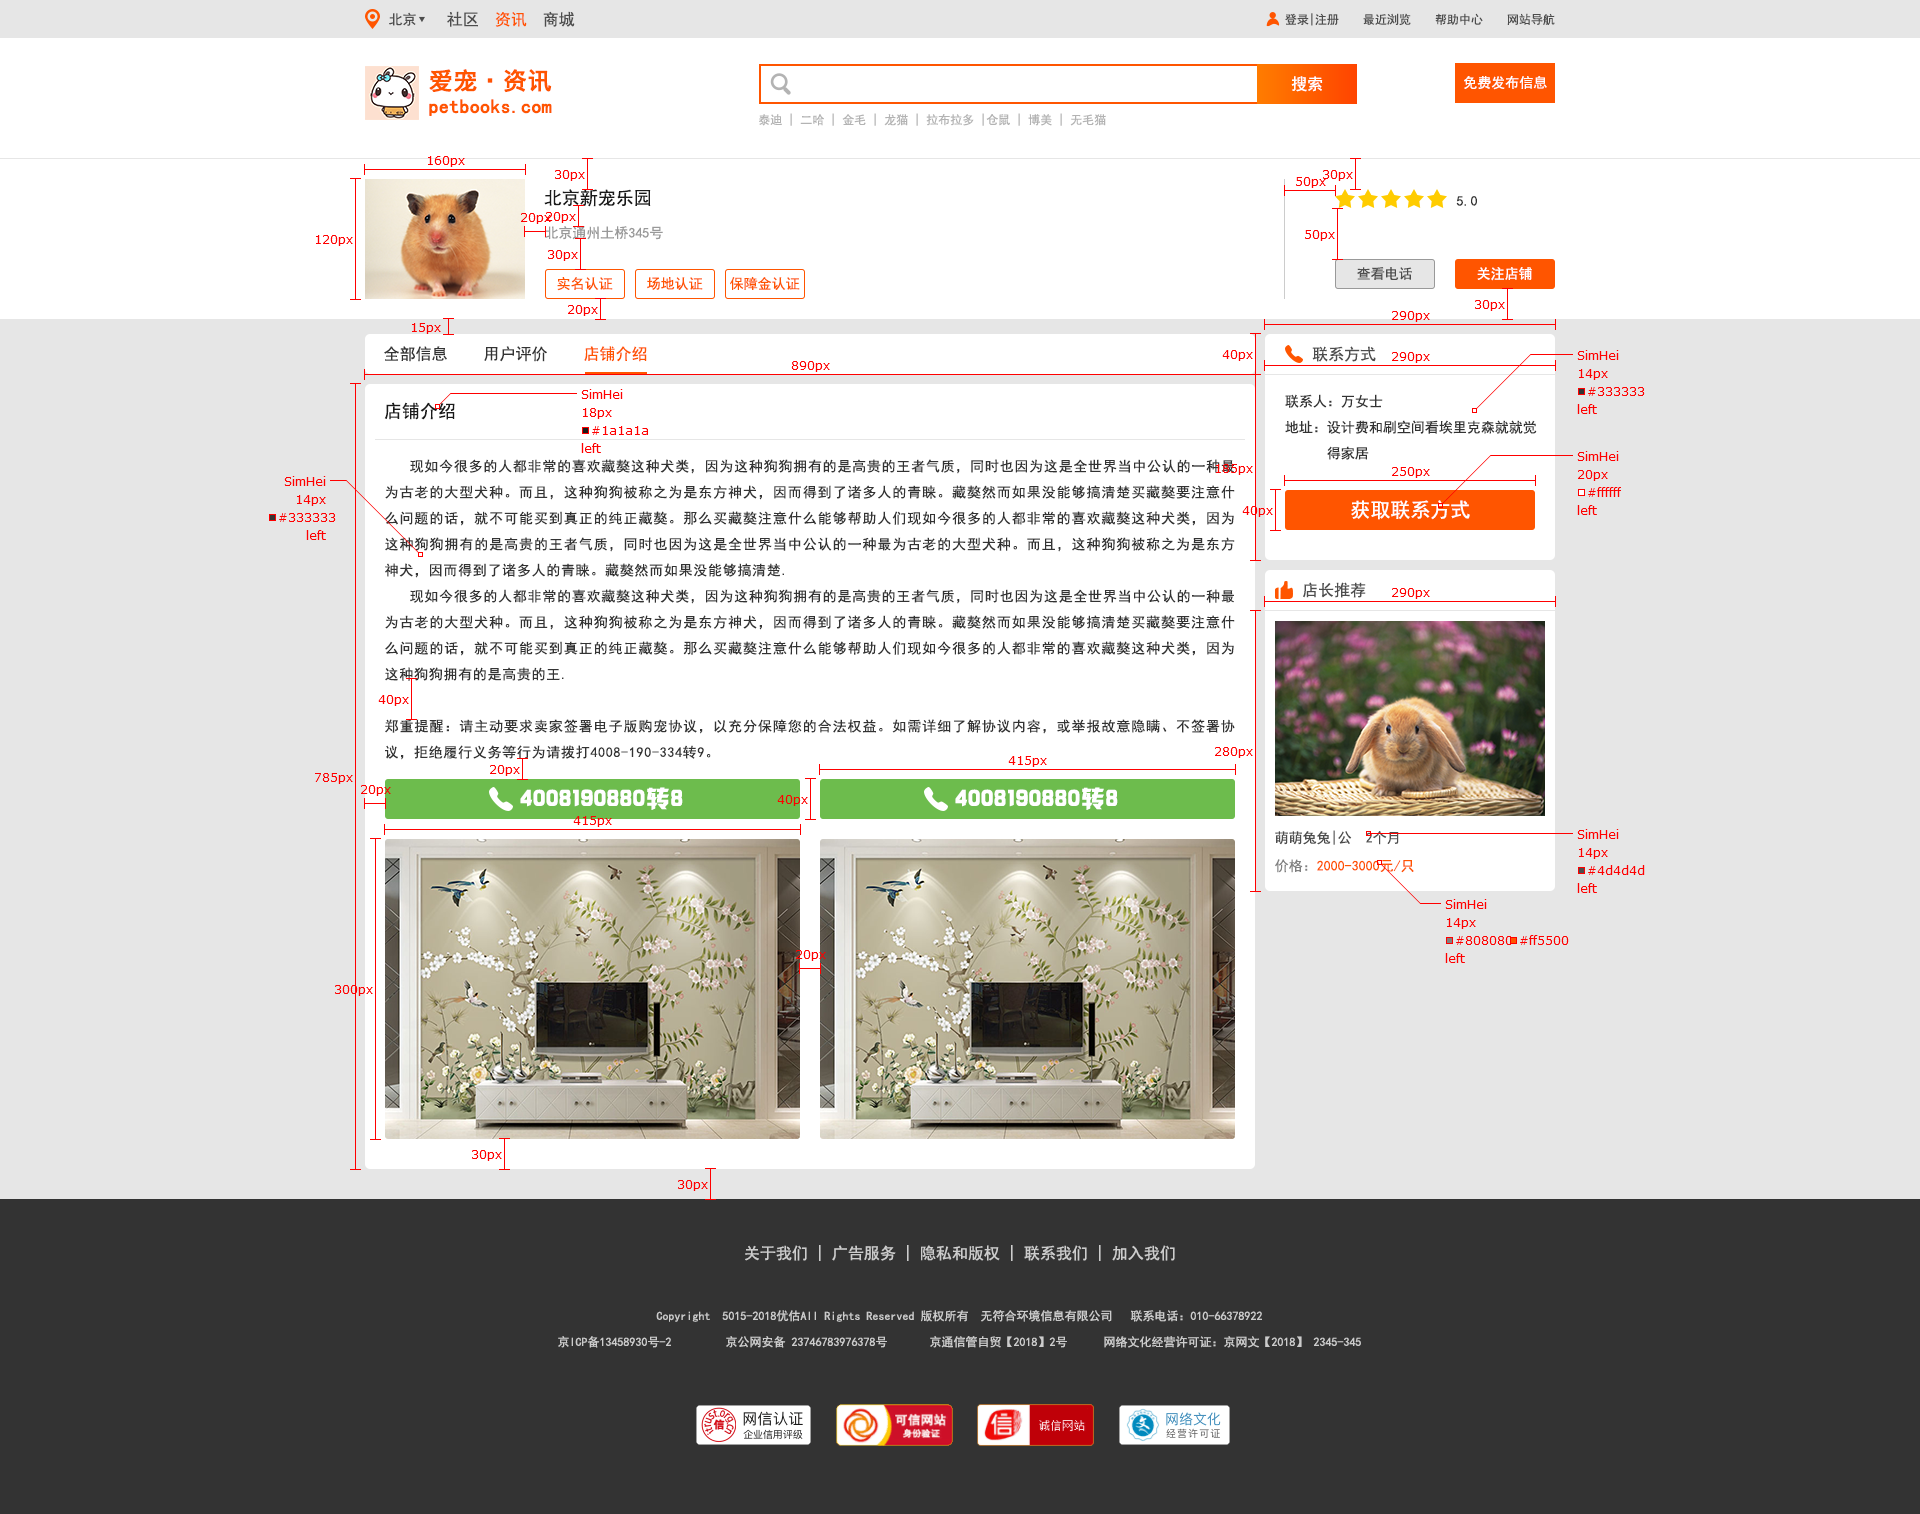 北京 社区 资讯 商城 登录|注册 最近浏览 帮助中心 网站导航
爱宠·资讯
petbooks.com
搜索
免费发布信息
泰迪 | 二哈 | 金毛 | 龙猫 | 拉布拉多 |仓鼠 | 博美 | 无毛猫
160px
30px
30px
50px
北京新宠乐园
5.0
20px
20px
北京通州土桥345号
120px
50px
30px
实名认证 场地认证 保障金认证
查看电话 关注店铺
20px
30px
15px
290px
全部信息 用户评价 店铺介绍
40px
联系方式
290px
890px
SimHei
14px
#333333
left
店铺介绍
SimHei
18px
#1a1a1a
left
联系人：万女士
地址：设计费和刷空间看埃里克森就就觉
得家居
250px
SimHei
20px
#ffffff
left
40px
获取联系方式
SimHei
14px
#333333
left
现如今很多的人都非常的喜欢藏獒这种犬类，因为这种狗狗拥有的是高贵的王者气质，同时也因为这是全世界当中公认的一种最
为古老的大型犬种。而且，这种狗狗被称之为是东方神犬，因而得到了诸多人的青睐。藏獒然而如果没能够搞清楚买藏獒要注意什
么问题的话，就不可能买到真正的纯正藏獒。那么买藏獒注意什么能够帮助人们现如今很多的人都非常的喜欢藏獒这种犬类，因为
这种狗狗拥有的是高贵的王者气质，同时也因为这是全世界当中公认的一种最为古老的大型犬种。而且，这种狗狗被称之为是东方
神犬，因而得到了诸多人的青睐。藏獒然而如果没能够搞清楚.
现如今很多的人都非常的喜欢藏獒这种犬类，因为这种狗狗拥有的是高贵的王者气质，同时也因为这是全世界当中公认的一种最
为古老的大型犬种。而且，这种狗狗被称之为是东方神犬，因而得到了诸多人的青睐。藏獒然而如果没能够搞清楚买藏獒要注意什
么问题的话，就不可能买到真正的纯正藏獒。那么买藏獒注意什么能够帮助人们现如今很多的人都非常的喜欢藏獒这种犬类，因为
这种狗狗拥有的是高贵的王.
店长推荐
290px
40px
郑重提醒：请主动要求卖家签署电子版购宠协议，以充分保障您的合法权益。如需详细了解协议内容，或举报故意隐瞒、不签署协
议，拒绝履行义务等行为请拨打4008-190-334转9。
280px
415px
20px
785px
20px
4008190880转8
40px
4008190880转8
415px
萌萌兔兔|公 2个月
价格：2000-3000元/只
SimHei
14px
#4d4d4d
left
SimHei
14px
#808080 #ff5500
left
20px
300px
30px
30px
关于我们 | 广告服务 | 隐私和版权 | 联系我们 | 加入我们
Copyright 5015-2018优估All Rights Reserved 版权所有 无符合环境信息有限公司 联系电话：010-66378922
京ICP备13458930号-2 京公网安备 23746783976378号 京通信管自贸【2018】2号 网络文化经营许可证：京网文【2018】 2345-345
itrust.org
信
网信认证
企业信用评级
可信网站
身份验证
信
诚信网站
文
网络文化
经营许可证